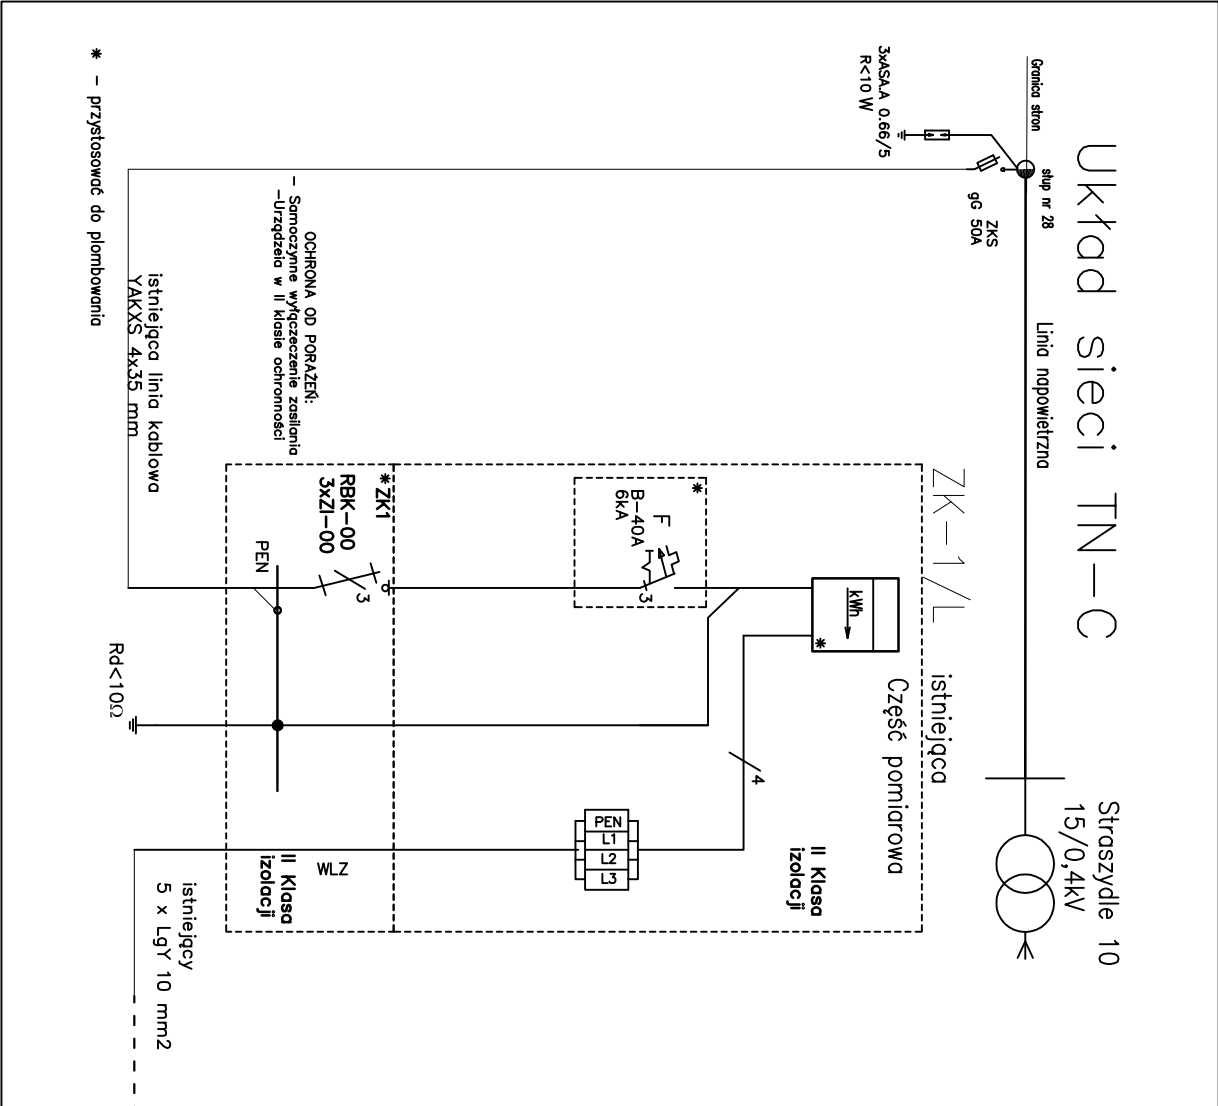 Układ sieci TN-C
Straszydle 10
15/0,4kV
Granica stron
słup nr 28
Linia napowietrzna
3xASA.A 0.66/5
R<10 W
ZKS
gG 50A
ZK-1/L
istniejąca
Część pomiarowa
kWh
*
*
F
B-40A
6kA
3
4
PEN
L1
L2
L3
II Klasa
izolacji
*ZK1
RBK-00
3xZI-00
3
PEN
WLZ
II Klasa
izolacji
OCHRONA OD PORAŻEŃ:
- Samoczynne wyłączeczenie zasilania
-Urządzeia w II klasie ochronności
istniejąca linia kablowa
YAKXS 4x35 mm
Rd<10Ω
istniejący
5 x LgY 10 mm2
* - przystosować do plombowania